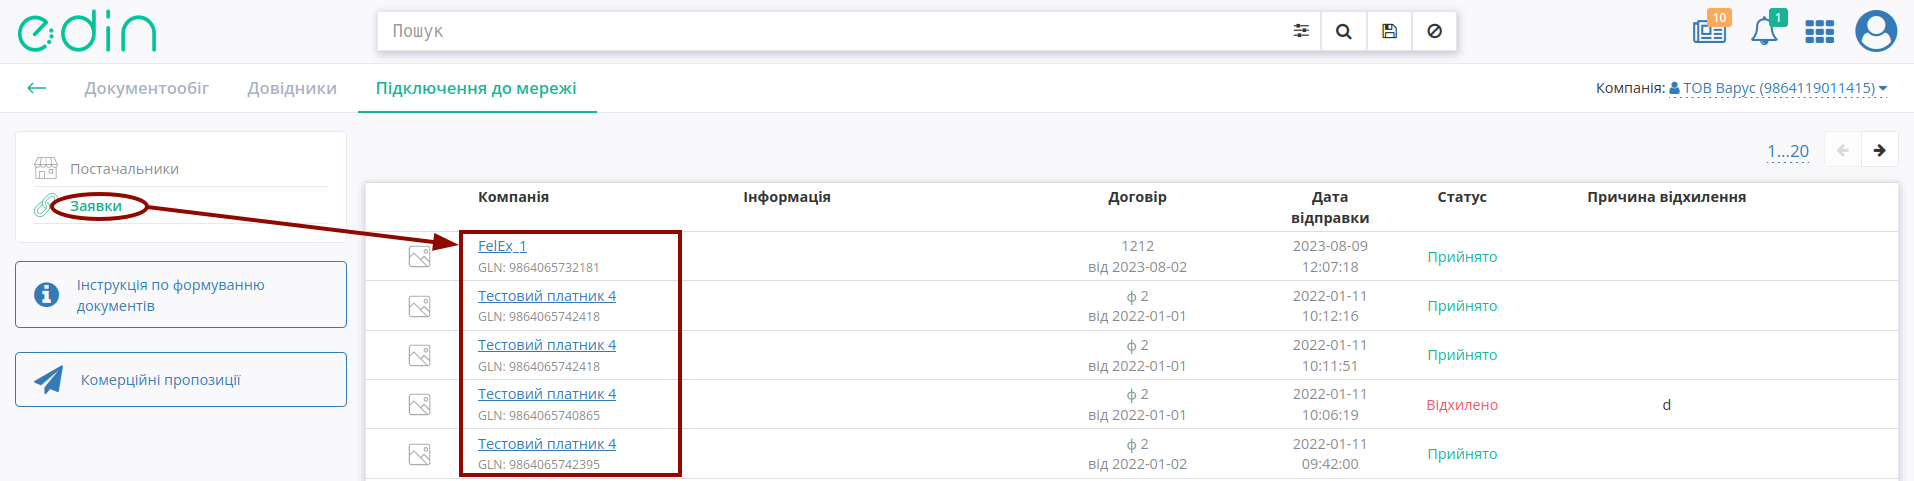 edin
Пошук
10
1
Документообіг
Довідники
Підключення до мережі
Компанія: ТОВ Варус (9864119011415)
Постачальники
Заявки
Інструкція по формуванню
документів
Комерційні пропозиції
1...20
Компанія Інформація Договір Дата відправки Статус Причина відхилення
FelEx_1 1212 2023-08-09 Прийнято
GLN: 9864065732181 від 2023-08-02 12:07:18
Тестовий платник 4 ф 2 2022-01-11 Прийнято
GLN: 9864065742418 від 2022-01-01 10:12:16
Тестовий платник 4 ф 2 2022-01-11 Прийнято
GLN: 9864065742418 від 2022-01-01 10:11:51
Тестовий платник 4 ф 2 2022-01-11 Відхилено d
GLN: 9864065740865 від 2022-01-01 10:06:19
Тестовий платник 4 ф 2 2022-01-11 Прийнято
GLN: 9864065742395 від 2022-01-02 09:42:00